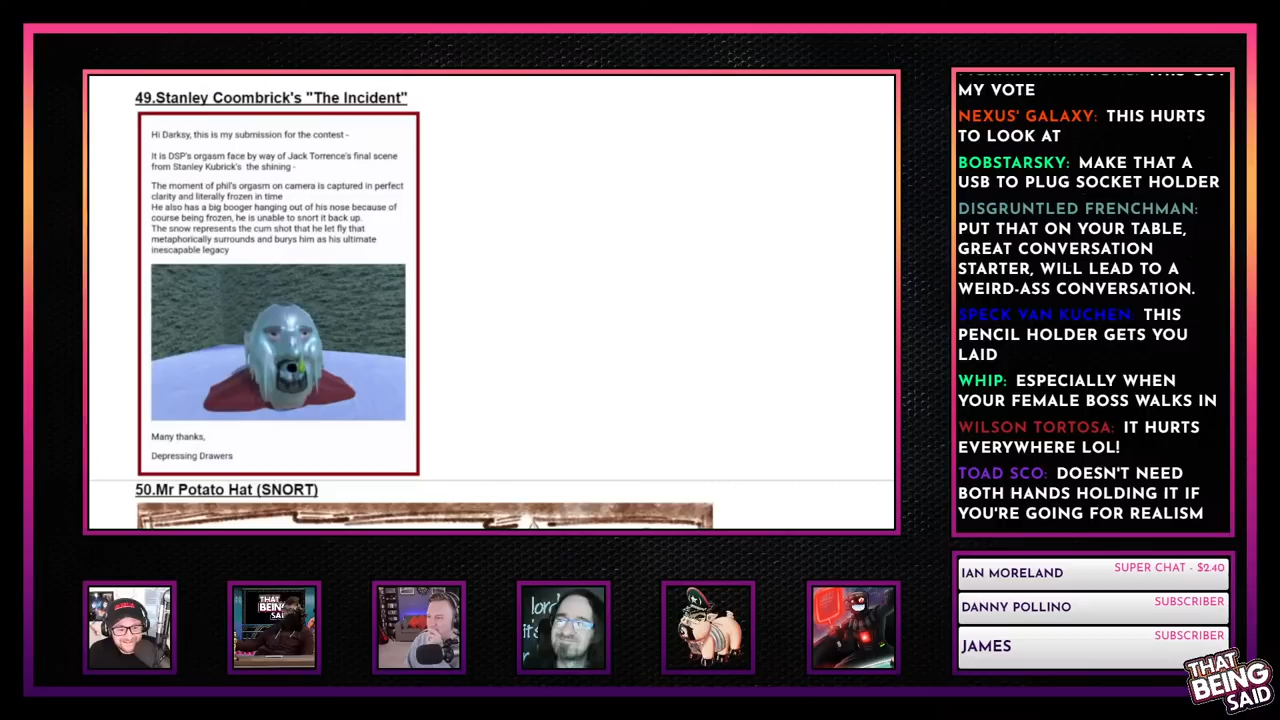 49.Stanley Coombrick's "The Incident"
Hi Darksy, this is my submission for the contest -
It is DSP's orgasm face by way of Jack Torrence's final scene
from Stanley Kubrick's the shining -
The moment of phil's orgasm on camera is captured in perfect
clarity and literally frozen in time
He also has a big booger hanging out of his nose because of
course being frozen, he is unable to snort it back up.
The snow represents the cum shot that he let fly that
metaphorically surrounds and burys him as his ultimate
inescapable legacy
Many thanks,
Depressing Drawers
50.Mr Potato Hat (SNORT)
MY VOTE
NEXUS' GALAXY: THIS HURTS
TO LOOK AT
BOBSTARSKY: MAKE THAT A
USB TO PLUG SOCKET HOLDER
DISGRUNTLED FRENCHMAN:
PUT THAT ON YOUR TABLE,
GREAT CONVERSATION
STARTER, WILL LEAD TO A
WEIRD-ASS CONVERSATION.
SPECK VAN KUCHEN: THIS
PENCIL HOLDER GETS YOU
LAID
WHIP: ESPECIALLY WHEN
YOUR FEMALE BOSS WALKS IN
WILSON TORTOSA: IT HURTS
EVERYWHERE LOL!
TOAD SCO: DOESN'T NEED
BOTH HANDS HOLDING IT IF
YOU'RE GOING FOR REALISM
IAN MORELAND SUPER CHAT - $2.40
DANNY POLLINO SUBSCRIBER
JAMES SUBSCRIBER
THAT
BEING
SAID
lord
it's
THAT
BEING
SAID